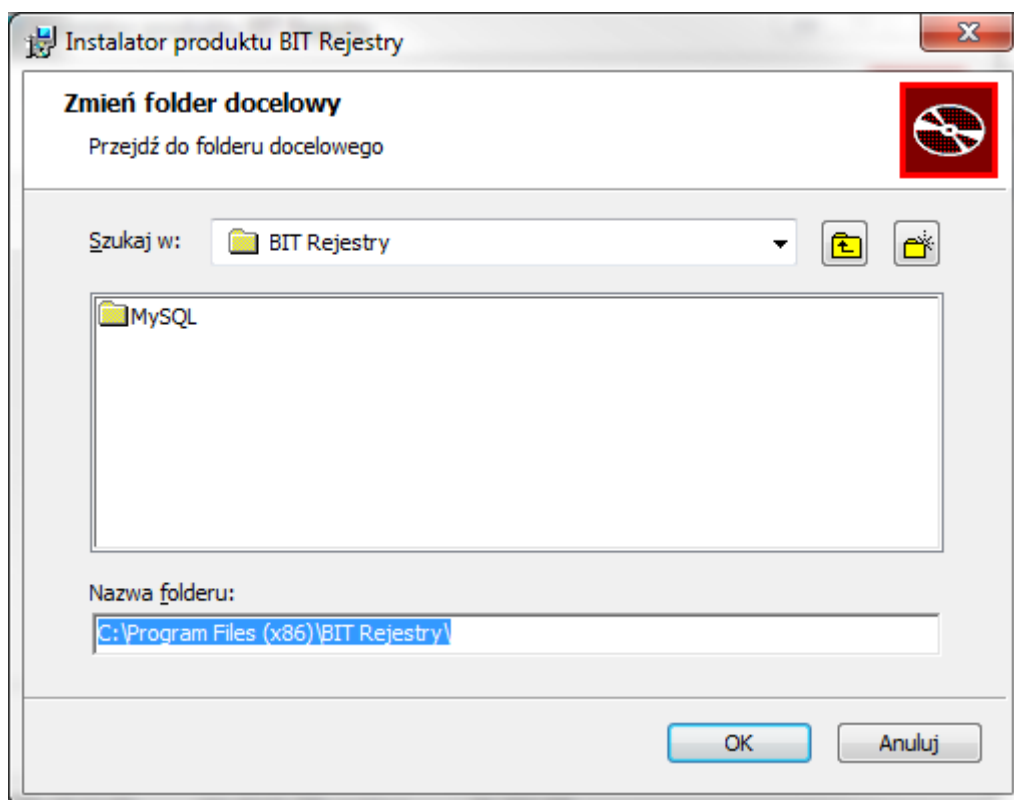 Instalator produktu BIT Rejestry
Zmień folder docelowy
Przejdź do folderu docelowego
Szukaj w:
BIT Rejestry
MySQL
Nazwa folderu:
C:\Program Files (x86)\BIT Rejestry\
OK
Anuluj